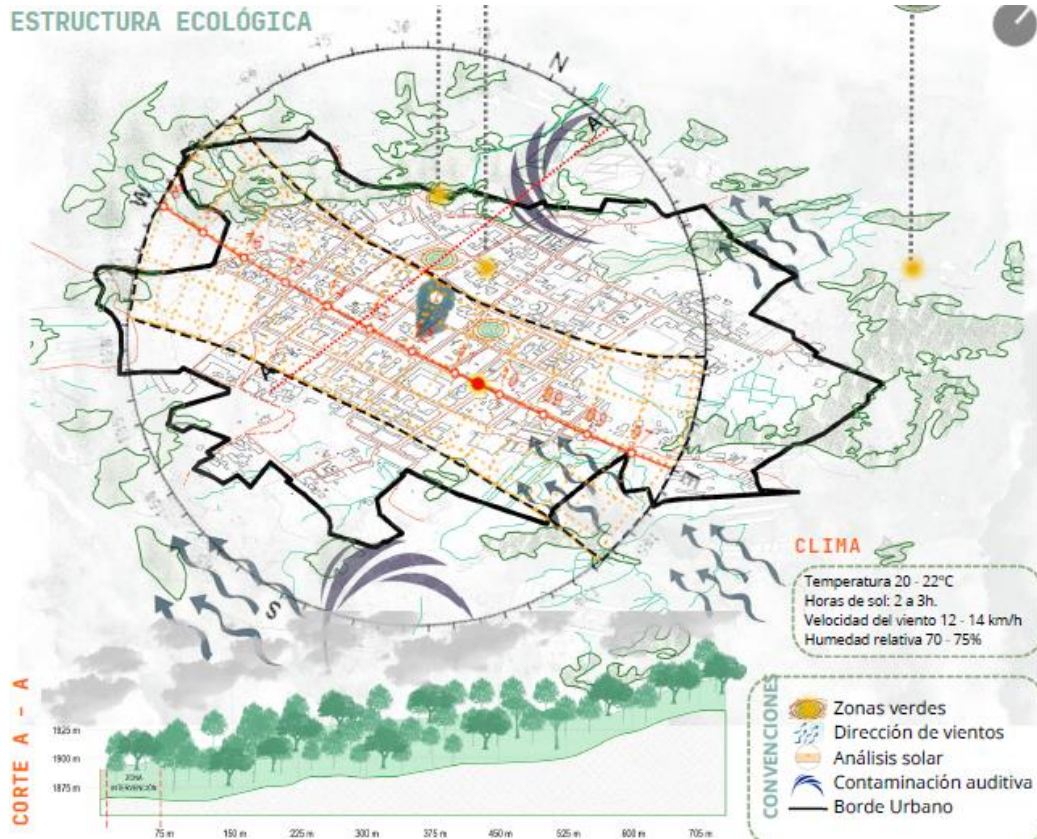 ESTRUCTURA ECOLÓGICA
N
A
W
A
E
S
CLIMA
Temperatura 20 - 22°C
Horas de sol: 2 a 3h.
Velocidad del viento 12 - 14 km/h
Humedad relativa 70 - 75%
CORTE A - A
1925 m
1900 m
1875 m
ZONA
INTERVENCIÓN
75 m
150 m
225 m
300 m
375 m
450 m
525 m
600 m
705 m
CONVENCIONES
Zonas verdes
Dirección de vientos
Análisis solar
Contaminación auditiva
Borde Urbano